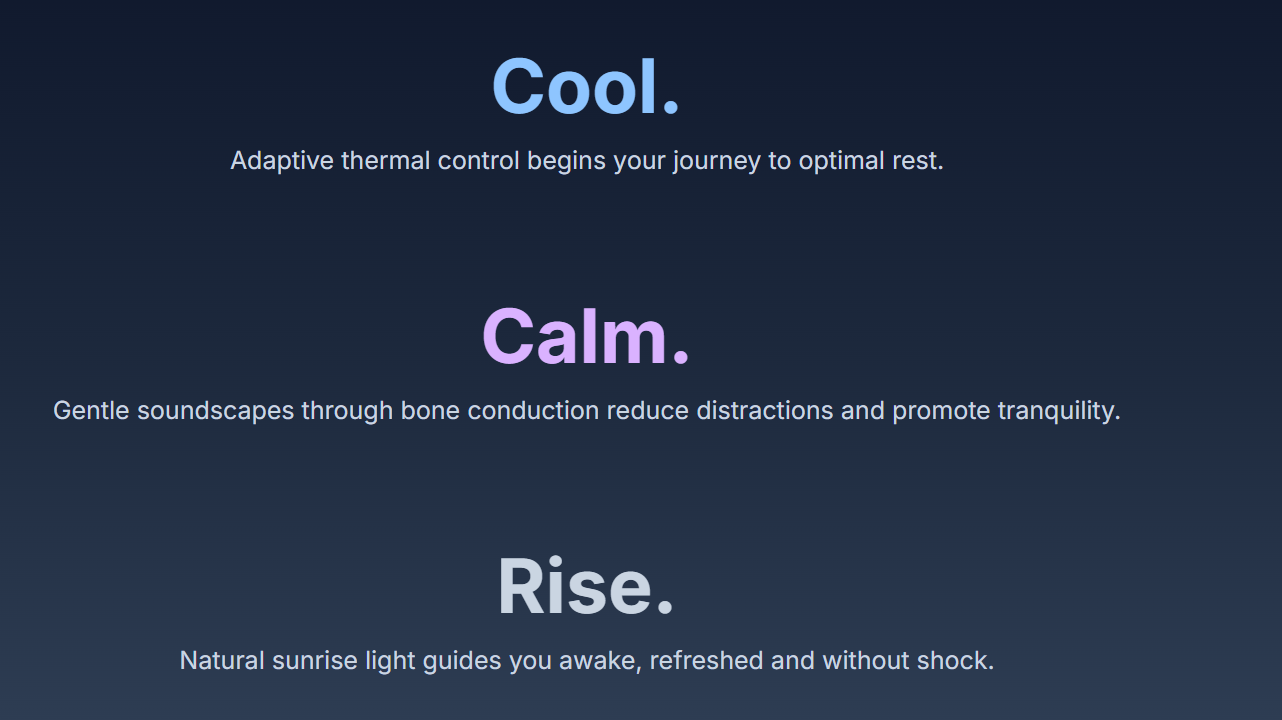 Cool.
Adaptive thermal control begins your journey to optimal rest.
Calm.
Gentle soundscapes through bone conduction reduce distractions and promote tranquility.
Rise.
Natural sunrise light guides you awake, refreshed and without shock.